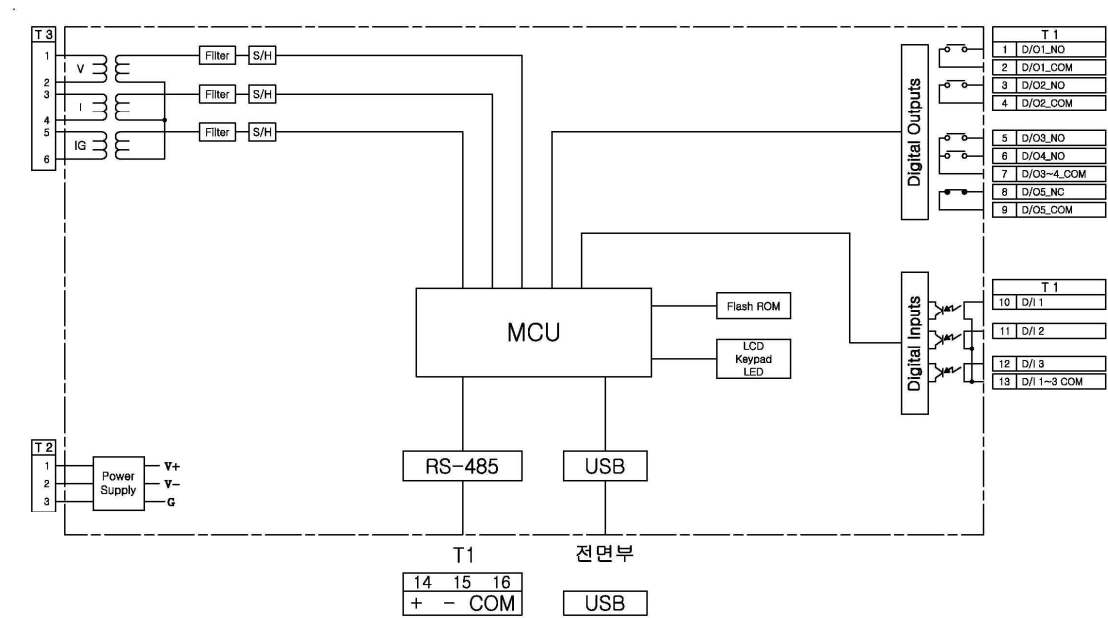 T 3
1
2
3
4
5
6
V
I
IG
Filter
S/H
Filter
S/H
Filter
S/H
Digital Outputs
T 1
1 D/O1_NO
2 D/O1_COM
3 D/O2_NO
4 D/O2_COM
5 D/O3_NO
6 D/O4_NO
7 D/O3~4_COM
8 D/O5_NC
9 D/O5_COM
MCU
Flash ROM
LCD
Keypad
LED
Digital Inputs
T 1
10 D/I 1
11 D/I 2
12 D/I 3
13 D/I 1~3 COM
T 2
1
2
3
Power
Supply
V+
V-
G
RS-485
USB
T1
14 15 16
+ - COM
전면부
USB